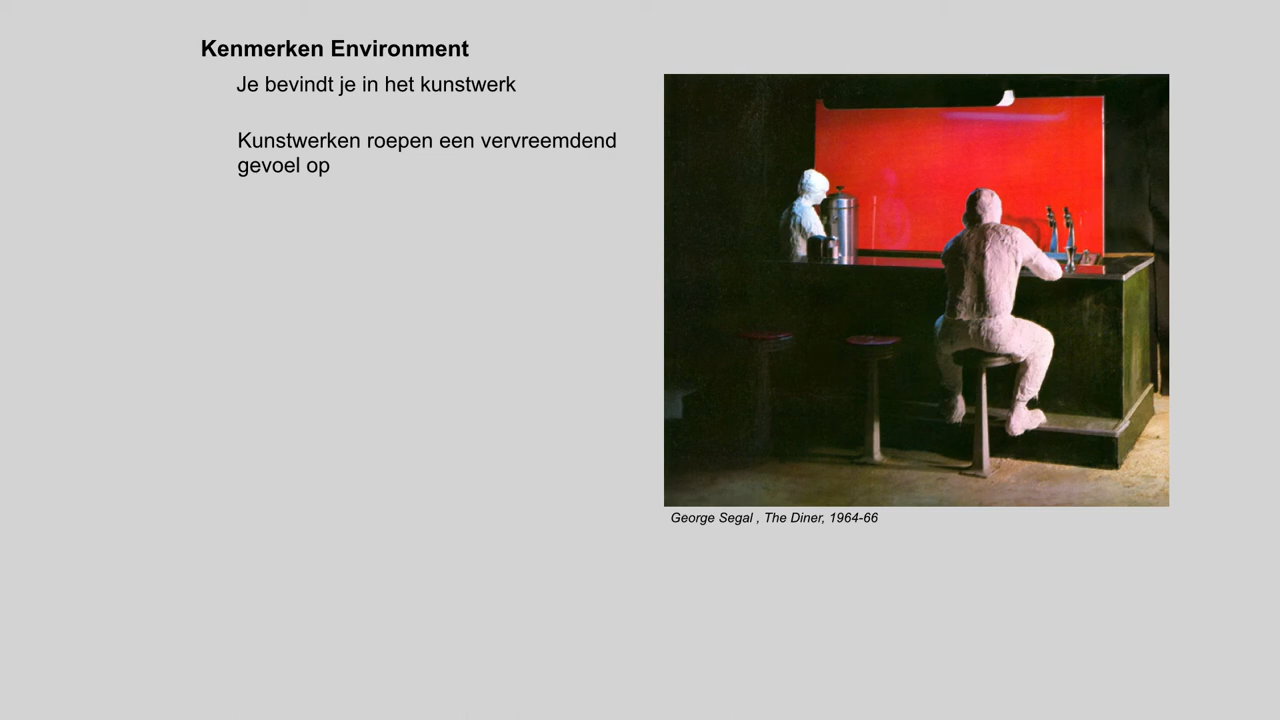 Kenmerken Environment
Je bevindt je in het kunstwerk
Kunstwerken roepen een vervreemdend
gevoel op
George Segal , The Diner, 1964-66